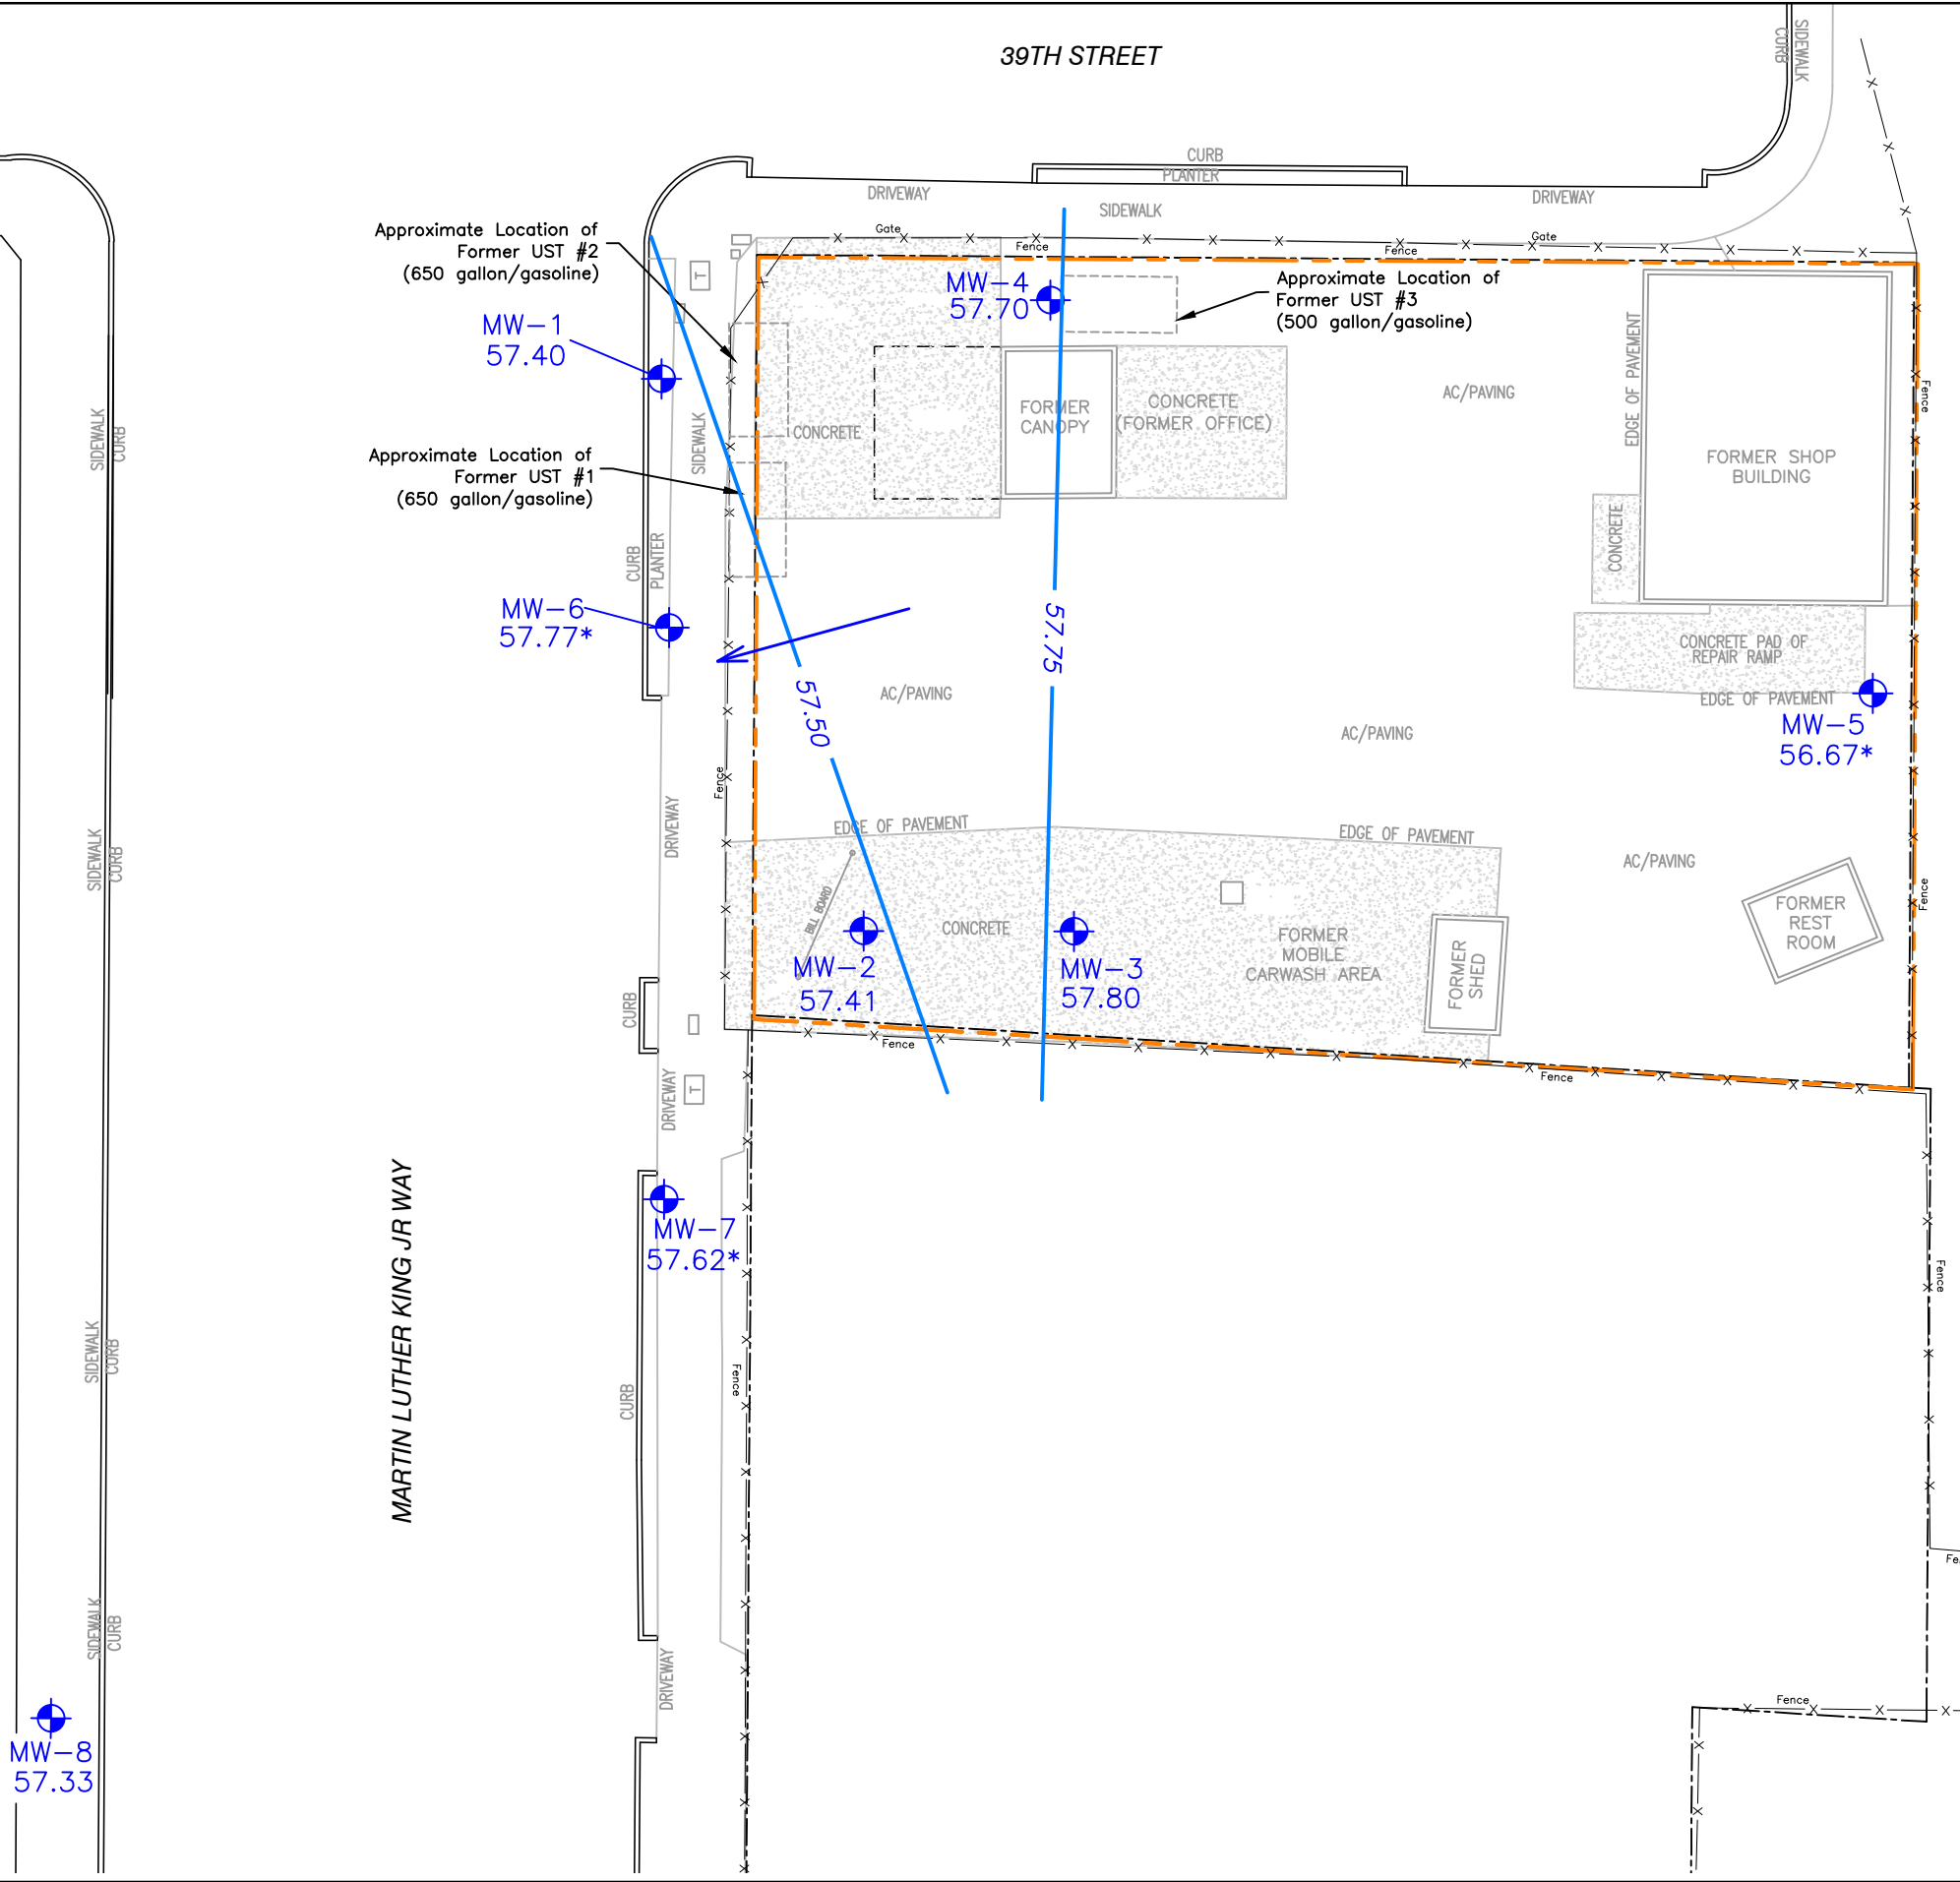 39TH STREET
SIDEWALK
CURB
CURB
PLANTER
DRIVEWAY
DRIVEWAY
SIDEWALK
Gate
Fence
Fence
Gate
Approximate Location of
Former UST #2
(650 gallon/gasoline)
T
MW-4
57.70
Approximate Location of
Former UST #3
(500 gallon/gasoline)
MW-1
57.40
EDGE OF PAVEMENT
AC/PAVING
Fence
FORMER
CANOPY
CONCRETE
(FORMER OFFICE)
CONCRETE
SIDEWALK
CURB
SIDEWALK
Approximate Location of
Former UST #1
(650 gallon/gasoline)
FORMER SHOP
BUILDING
CONCRETE
CURB
PLANTER
MW-6
57.77*
57.75
CONCRETE PAD OF
REPAIR RAMP
EDGE OF PAVEMENT
MW-5
56.67*
57.50
AC/PAVING
AC/PAVING
Fence
DRIVEWAY
EDGE OF PAVEMENT
EDGE OF PAVEMENT
AC/PAVING
SIDEWALK
CURB
BILL BOARD
CONCRETE
FORMER
MOBILE
CARWASH AREA
FORMER
SHED
FORMER
REST
ROOM
Fence
MW-2
57.41
MW-3
57.80
CURB
Fence
Fence
DRIVEWAY
T
MARTIN LUTHER KING JR WAY
MW-7
57.62*
Fence
SIDEWALK
CURB
CURB
Fence
Fe
SIDEWALK
CURB
DRIVEWAY
Fence
MW-8
57.33